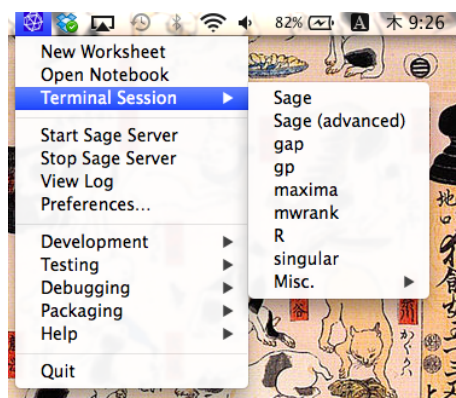 82%
A
木 9:26
New Worksheet
Open Notebook
Terminal Session
Start Sage Server
Stop Sage Server
View Log
Preferences…
Development
Testing
Debugging
Packaging
Help
Quit
Sage
Sage (advanced)
gap
gp
maxima
mwrank
R
singular
Misc.